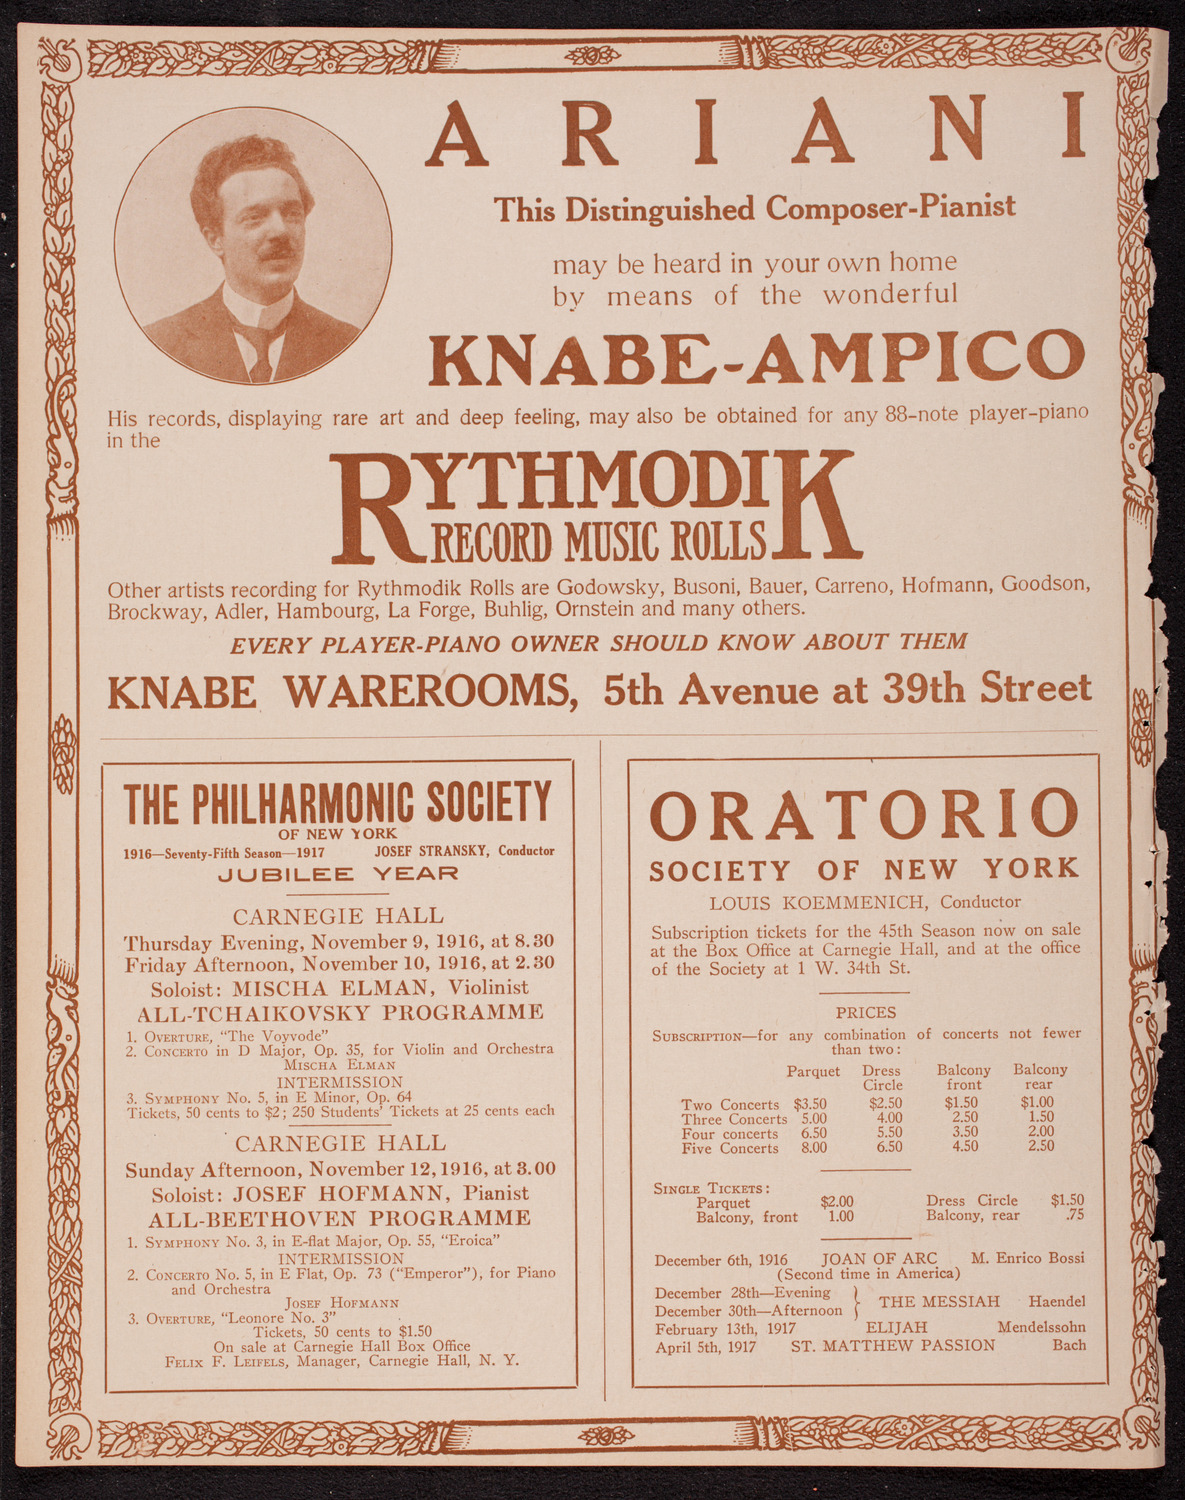 ARIANI
This Distinguished Composer-Pianist
may be heard in your own home
by means of the wonderful
KNABE-AMPICO
His records, displaying rare art and deep feeling, may also be obtained for any 88-note player-piano
in the
RYTHMODIK
RECORD MUSIC ROLLS
Other artists recording for Rythmodik Rolls are Godowsky, Busoni, Bauer, Carreno, Hofmann, Goodson,
Brockway, Adler, Hambourg, La Forge, Buhlig, Ornstein and many others.
EVERY PLAYER-PIANO OWNER SHOULD KNOW ABOUT THEM
KNABE WAREROOMS, 5th Avenue at 39th Street
THE PHILHARMONIC SOCIETY
OF NEW YORK
1916—Seventy-Fifth Season—1917 JOSEF STRANSKY, Conductor
JUBILEE YEAR
CARNEGIE HALL
Thursday Evening, November 9, 1916, at 8.30
Friday Afternoon, November 10, 1916, at 2.30
Soloist: MISCHA ELMAN, Violinist
ALL-TCHAIKOVSKY PROGRAMME
1. OVERTURE, "The Voyvode"
2. CONCERTO in D Major, Op. 35, for Violin and Orchestra
MISCHA ELMAN
INTERMISSION
3. SYMPHONY No. 5, in E Minor, Op. 64
Tickets, 50 cents to $2; 250 Students' Tickets at 25 cents each
CARNEGIE HALL
Sunday Afternoon, November 12, 1916, at 3.00
Soloist: JOSEF HOFMANN, Pianist
ALL-BEETHOVEN PROGRAMME
1. SYMPHONY No. 3, in E-flat Major, Op. 55, "Eroica"
INTERMISSION
2. CONCERTO No. 5, in E Flat, Op. 73 ("Emperor"), for Piano
and Orchestra
JOSEF HOFMANN
3. OVERTURE, "Leonore No. 3"
Tickets, 50 cents to $1.50
On sale at Carnegie Hall Box Office
FELIX F. LEIFELS, Manager, Carnegie Hall, N. Y.
ORATORIO
SOCIETY OF NEW YORK
LOUIS KOEMMENICH, Conductor
Subscription tickets for the 45th Season now on sale
at the Box Office at Carnegie Hall, and at the office
of the Society at 1 W. 34th St.
PRICES
SUBSCRIPTION—for any combination of concerts not fewer
than two:
Parquet Dress Balcony Balcony
Circle front rear
Two Concerts $3.50 $2.50 $1.50 $1.00
Three Concerts 5.00 4.00 2.50 1.50
Four concerts 6.50 5.50 3.50 2.00
Five Concerts 8.00 6.50 4.50 2.50
SINGLE TICKETS:
Parquet $2.00 Dress Circle $1.50
Balcony, front 1.00 Balcony, rear .75
December 6th, 1916 JOAN OF ARC M. Enrico Bossi
(Second time in America)
December 28th—Evening
December 30th—Afternoon } THE MESSIAH Haendel
February 13th, 1917 ELIJAH Mendelssohn
April 5th, 1917 ST. MATTHEW PASSION Bach